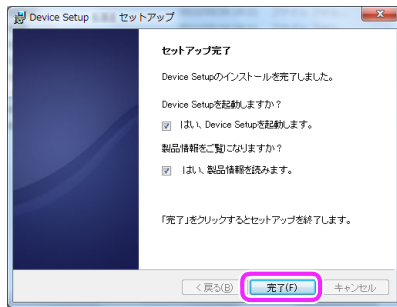 Device Setup セットアップ
セットアップ完了
Device Setupのインストールを完了しました。
Device Setupを起動しますか？
はい、Device Setupを起動します。
製品情報をご覧になりますか？
はい、製品情報を読みます。
「完了」をクリックするとセットアップを終了します。
< 戻る(B) 完了(F) キャンセル